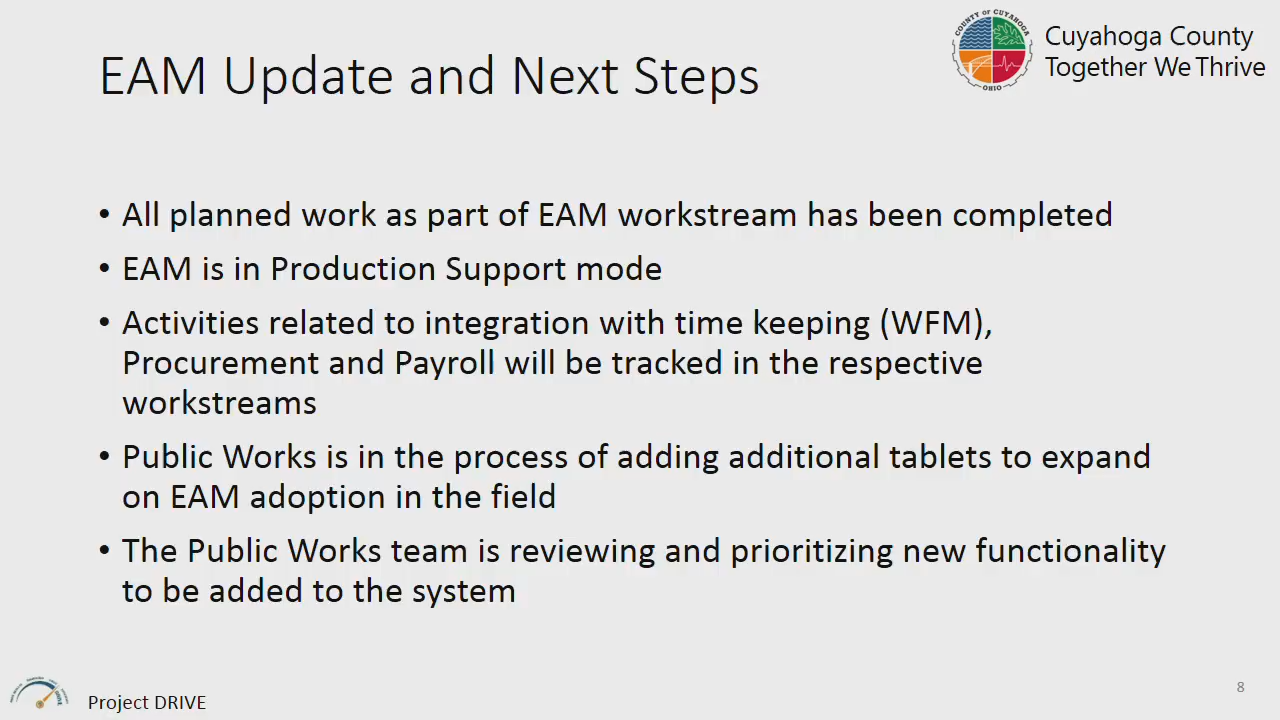 COUNTY OF CUYAHOGA
OHIO
Cuyahoga County
Together We Thrive
EAM Update and Next Steps
• All planned work as part of EAM workstream has been completed
• EAM is in Production Support mode
• Activities related to integration with time keeping (WFM),
Procurement and Payroll will be tracked in the respective
workstreams
• Public Works is in the process of adding additional tablets to expand
on EAM adoption in the field
• The Public Works team is reviewing and prioritizing new functionality
to be added to the system
Project DRIVE
8